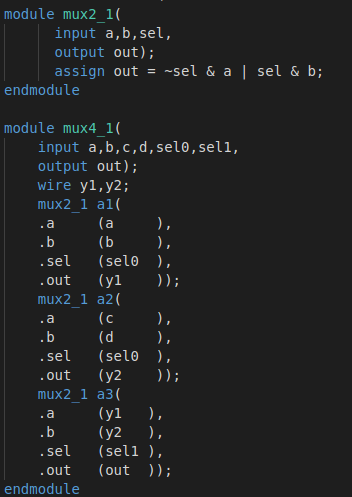 module mux2_1(
      input a,b,sel,
      output out);
      assign out = ~sel & a | sel & b;
endmodule

module mux4_1(
    input a,b,c,d,sel0,sel1,
    output out);
    wire y1,y2;
    mux2_1 a1(
    .a     (a     ),
    .b     (b     ),
    .sel   (sel0  ),
    .out   (y1    ));
    mux2_1 a2(
    .a     (c     ),
    .b     (d     ),
    .sel   (sel0  ),
    .out   (y2    ));
    mux2_1 a3(
    .a     (y1   ),
    .b     (y2   ),
    .sel   (sel1 ),
    .out   (out  ));
endmodule